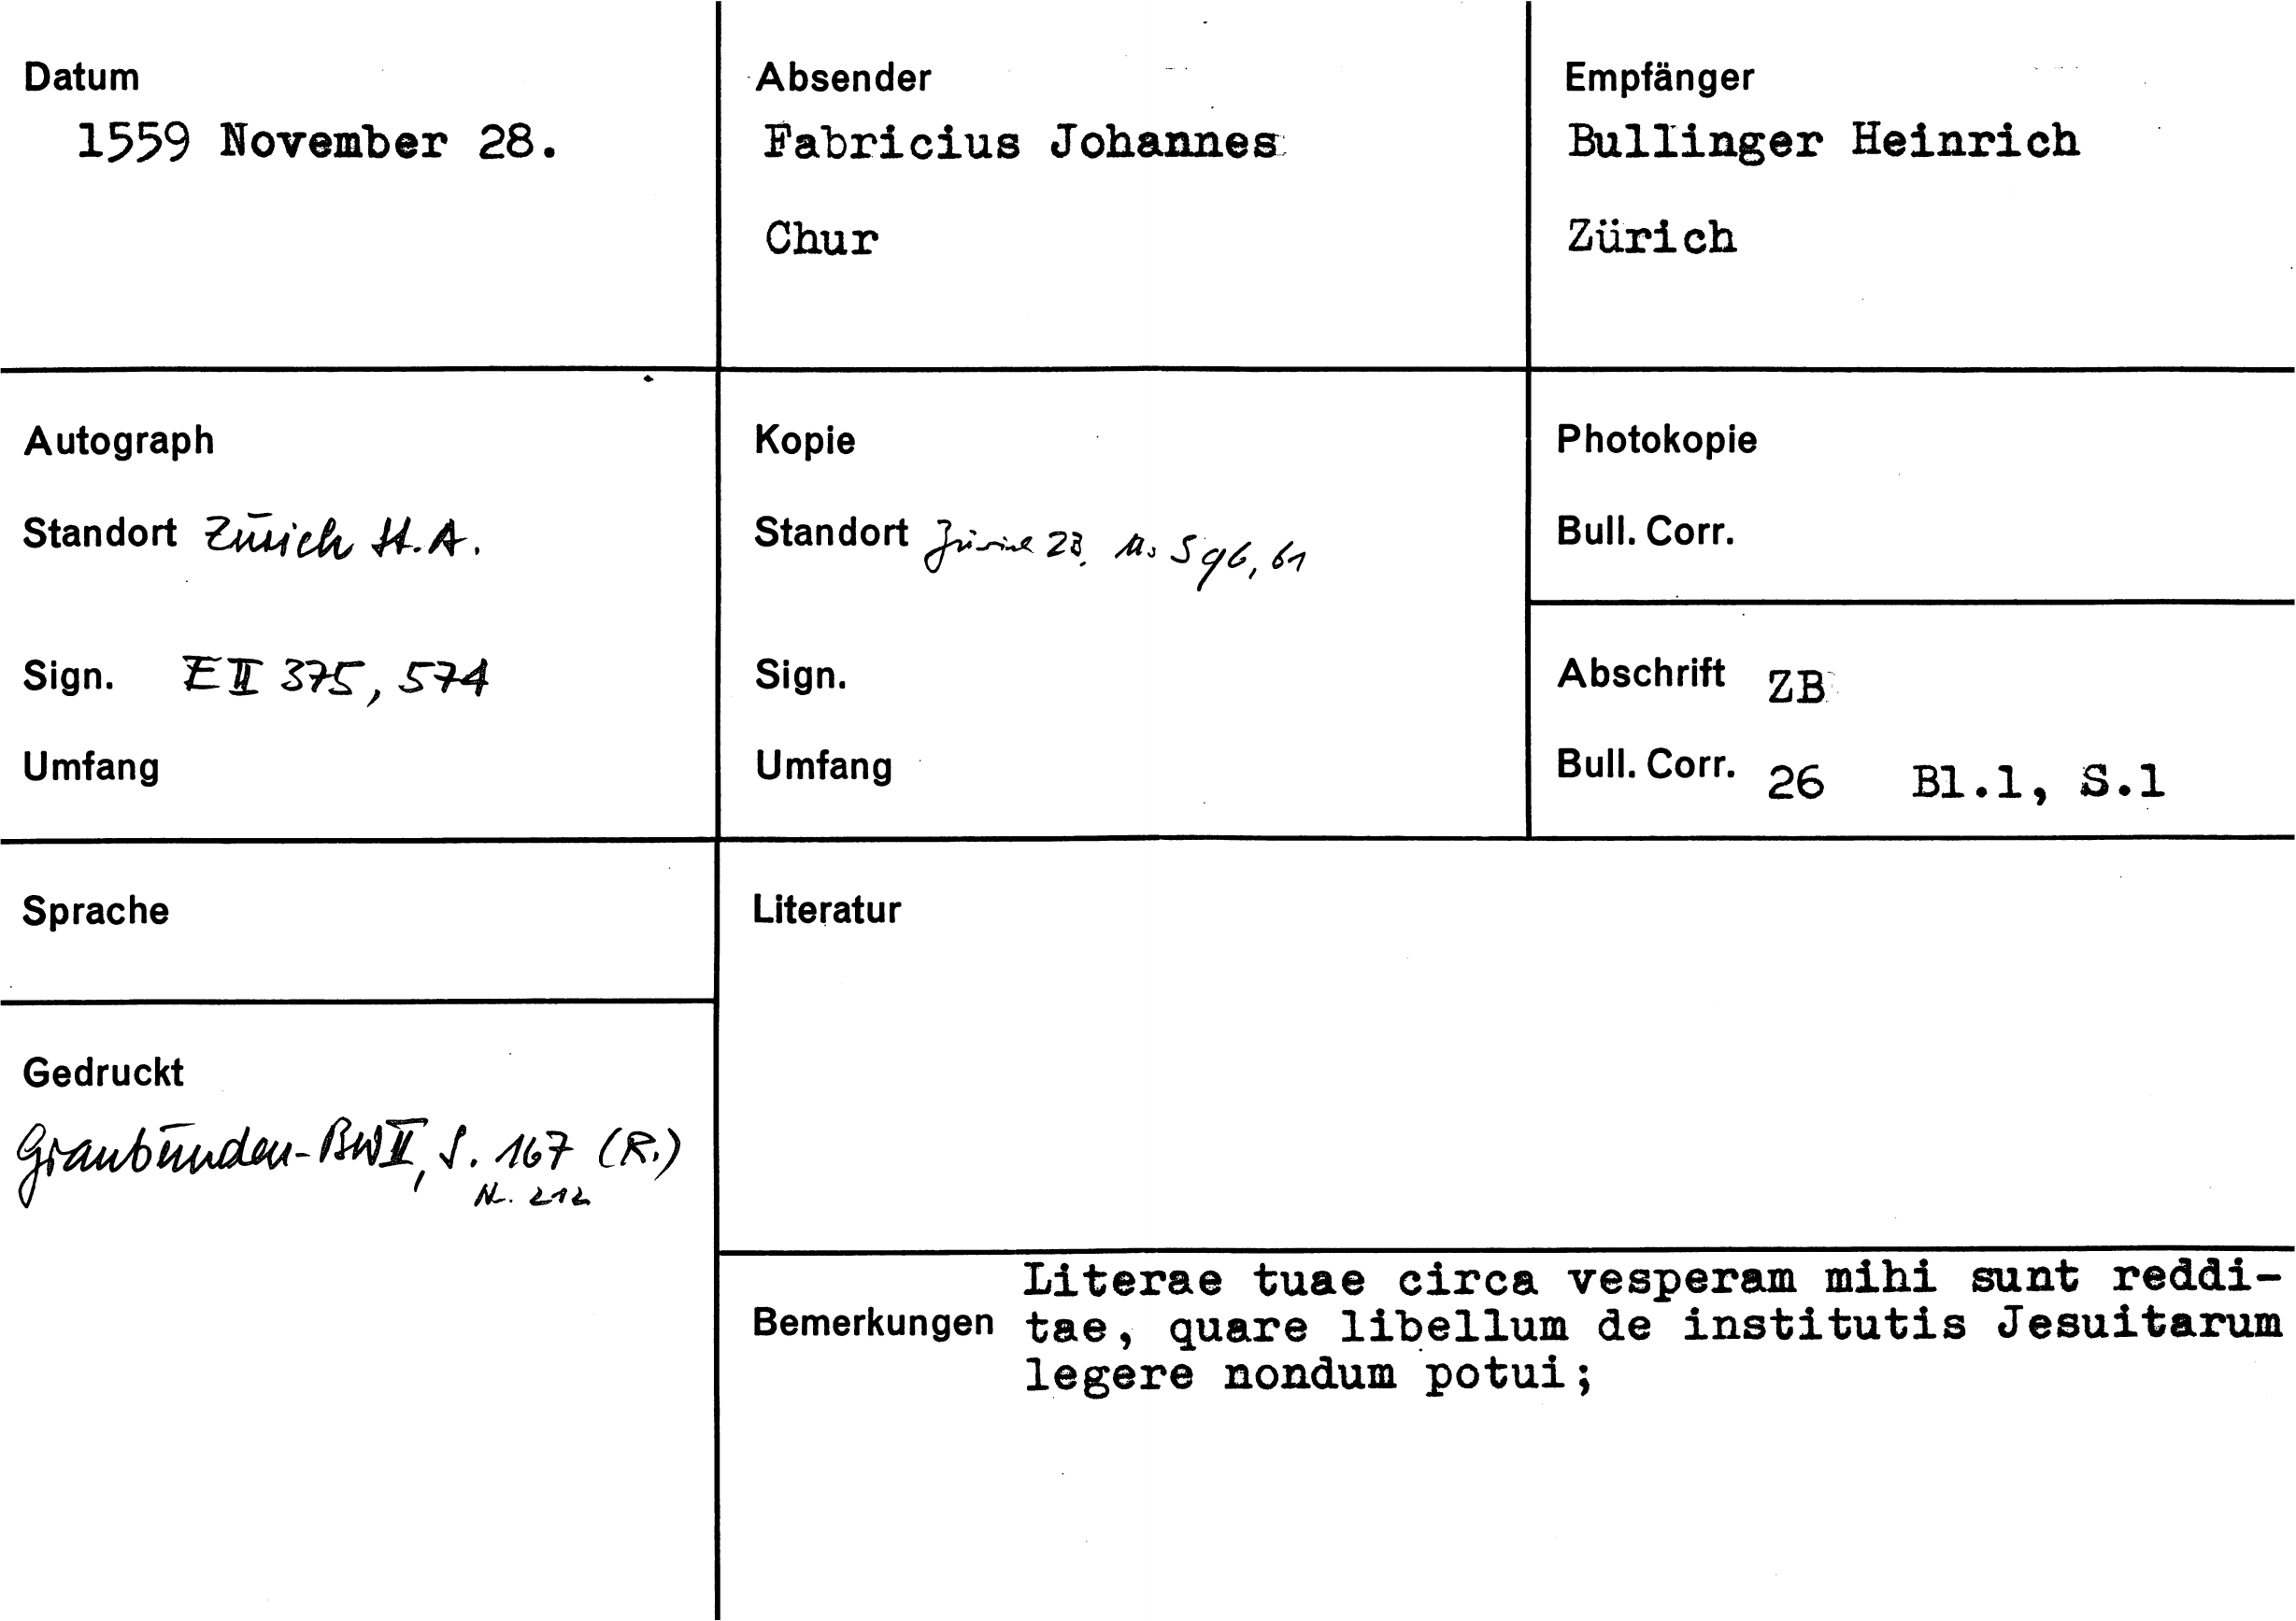 Datum
1559 November 28.
Absender
Fabricius Johannes
Chur
Empfänger
Bullinger Heinrich
Zürich
Autograph
Standort Zürich St.A.
Sign. E II 375, 574
Umfang
Kopie
Standort Zürich ZB. Ms S 96, 61
Sign.
Umfang
Photokopie
Bull. Corr.
Abschrift ZB
Bull. Corr. 26 Bl.1, S.1
Sprache
Literatur
Gedruckt
Graubünden-BW II, S. 167 (R.)
Nr. 212
Bemerkungen
Literae tuae circa vesperam mihi sunt reddi-
tae, quare libellum de institutis Jesuitarum
legere nondum potui;